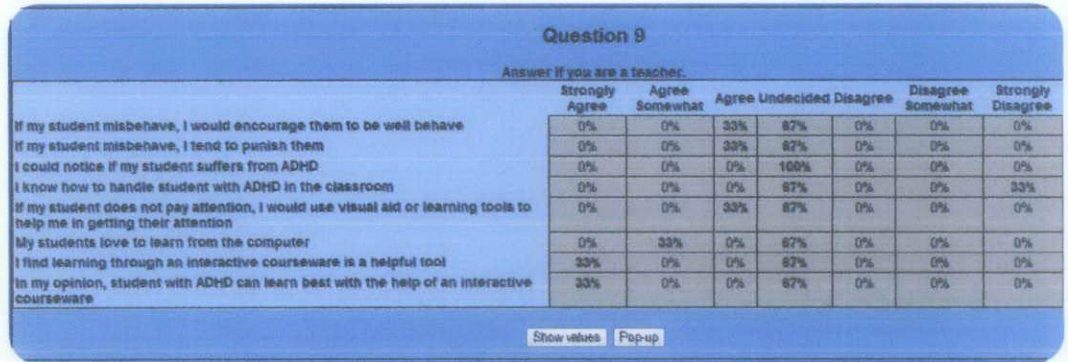 Question 9
Answer if you are a teacher.
Strongly Agree Agree Somewhat Agree Undecided Disagree Disagree Somewhat Strongly Disagree
If my student misbehave, I would encourage them to be well behave 0% 0% 33% 67% 0% 0% 0%
If my student misbehave, I tend to punish them 0% 0% 33% 67% 0% 0% 0%
I could notice if my student suffers from ADHD 0% 0% 0% 100% 0% 0% 0%
I know how to handle student with ADHD in the classroom 0% 0% 0% 67% 0% 0% 33%
If my student does not pay attention, I would use visual aid or learning tools to 0% 0% 33% 67% 0% 0% 0%
help me in getting their attention
My students love to learn from the computer 0% 33% 0% 67% 0% 0% 0%
I find learning through an interactive courseware is a helpful tool 33% 0% 0% 67% 0% 0% 0%
In my opinion, student with ADHD can learn best with the help of an interactive 33% 0% 0% 67% 0% 0% 0%
courseware
Show values Pop-up